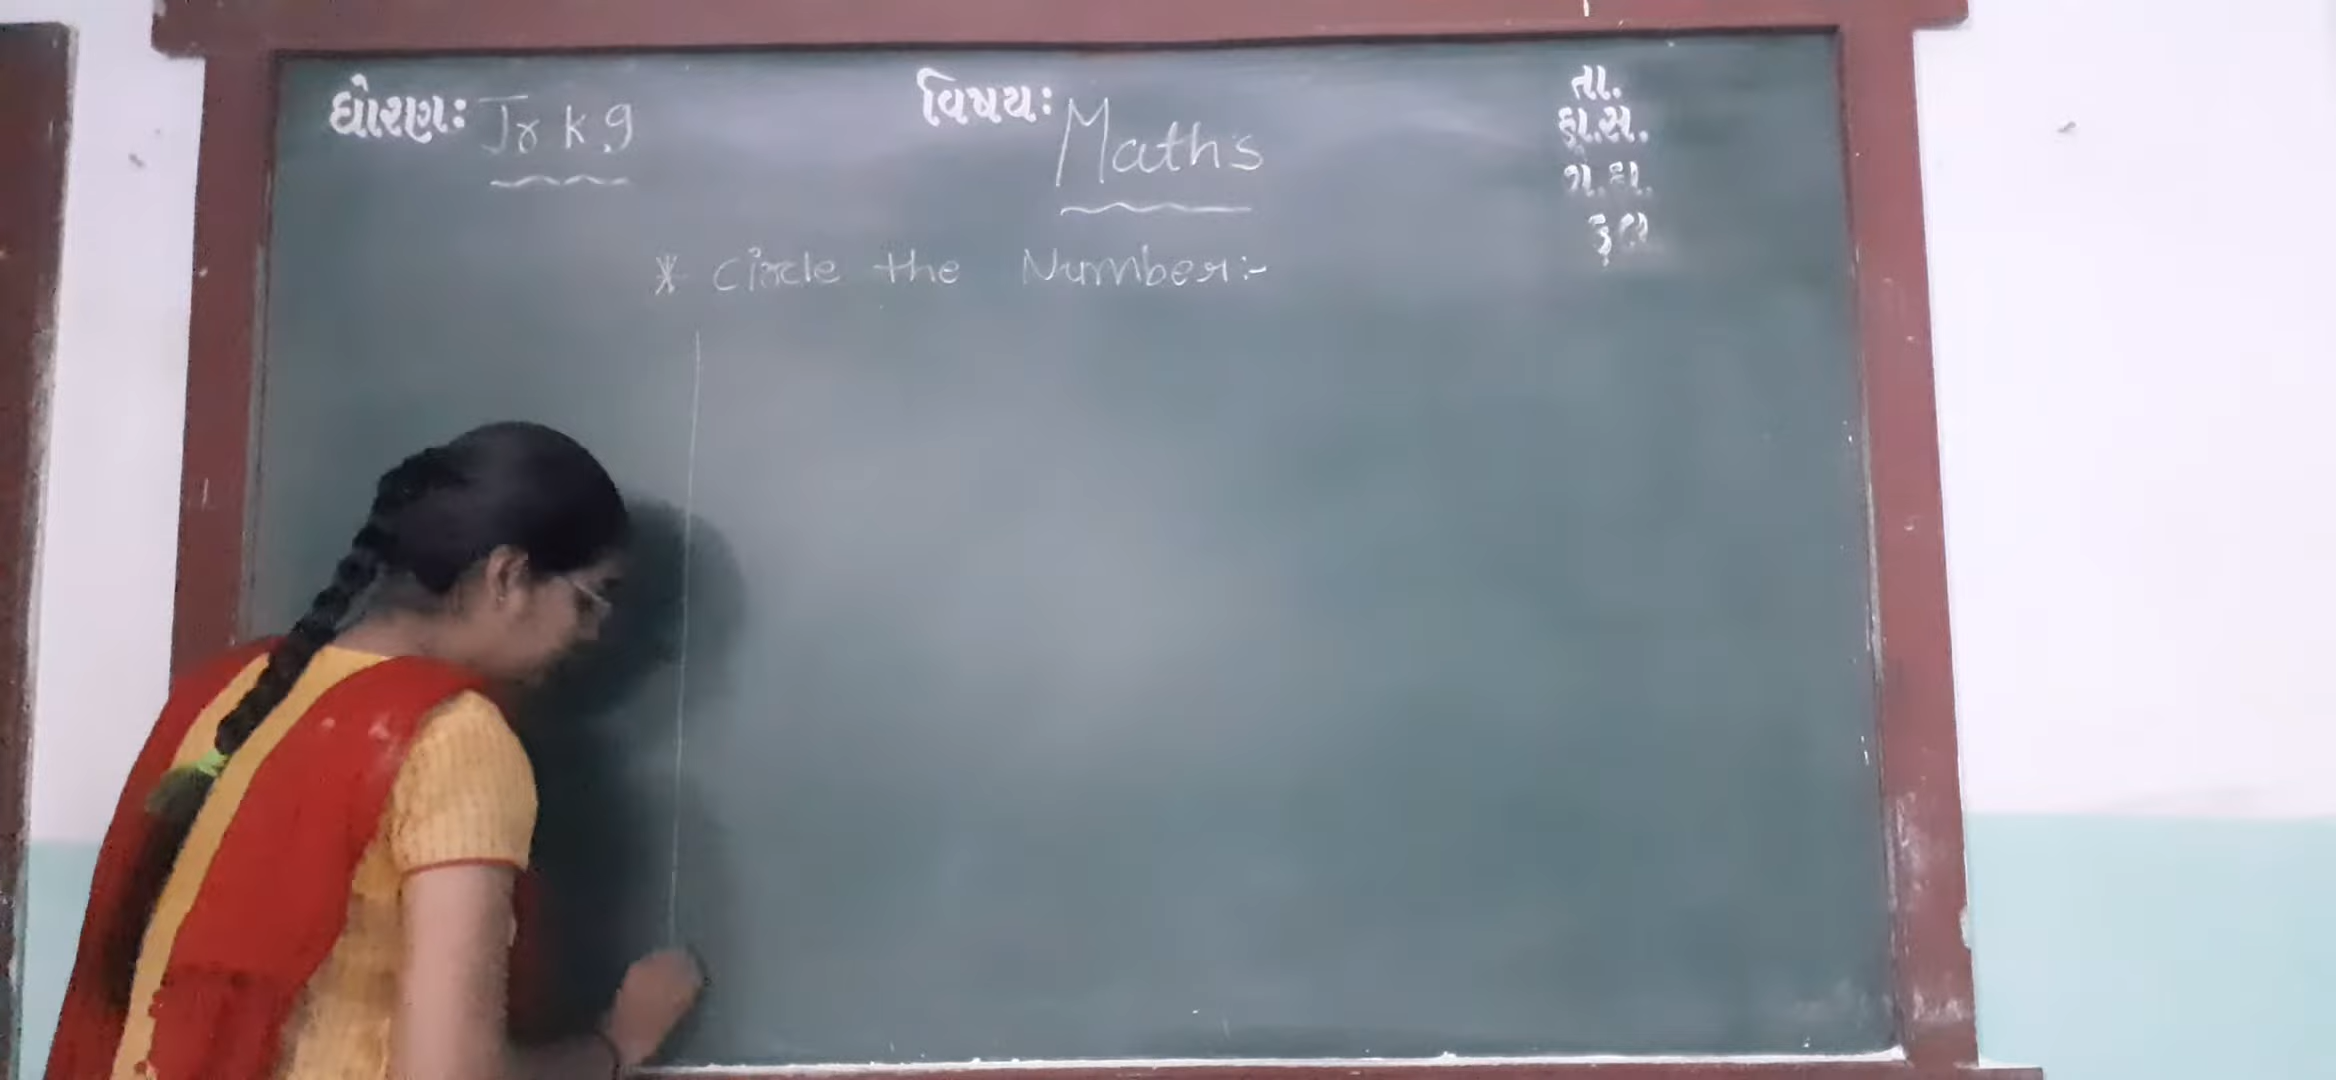 ધોરણઃ Jr k.g
વિષયઃ Maths
તા.
હા.સ.
ગે.હા.
કુલ
* Circle the Number:-